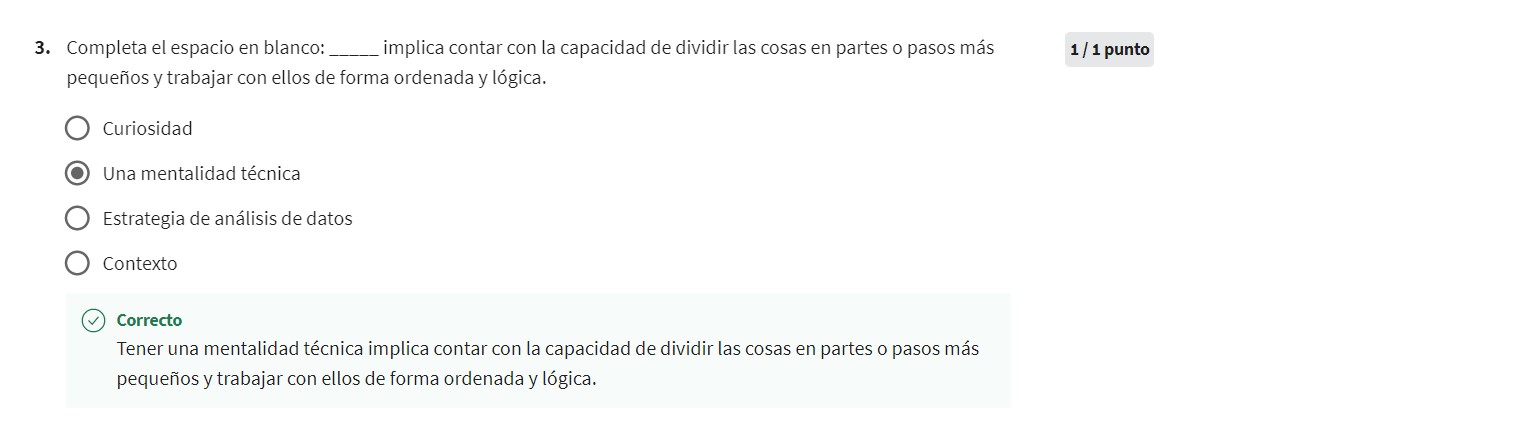 3. Completa el espacio en blanco: _____ implica contar con la capacidad de dividir las cosas en partes o pasos más
pequeños y trabajar con ellos de forma ordenada y lógica.
1 / 1 punto
Curiosidad
Una mentalidad técnica
Estrategia de análisis de datos
Contexto
Correcto
Tener una mentalidad técnica implica contar con la capacidad de dividir las cosas en partes o pasos más
pequeños y trabajar con ellos de forma ordenada y lógica.